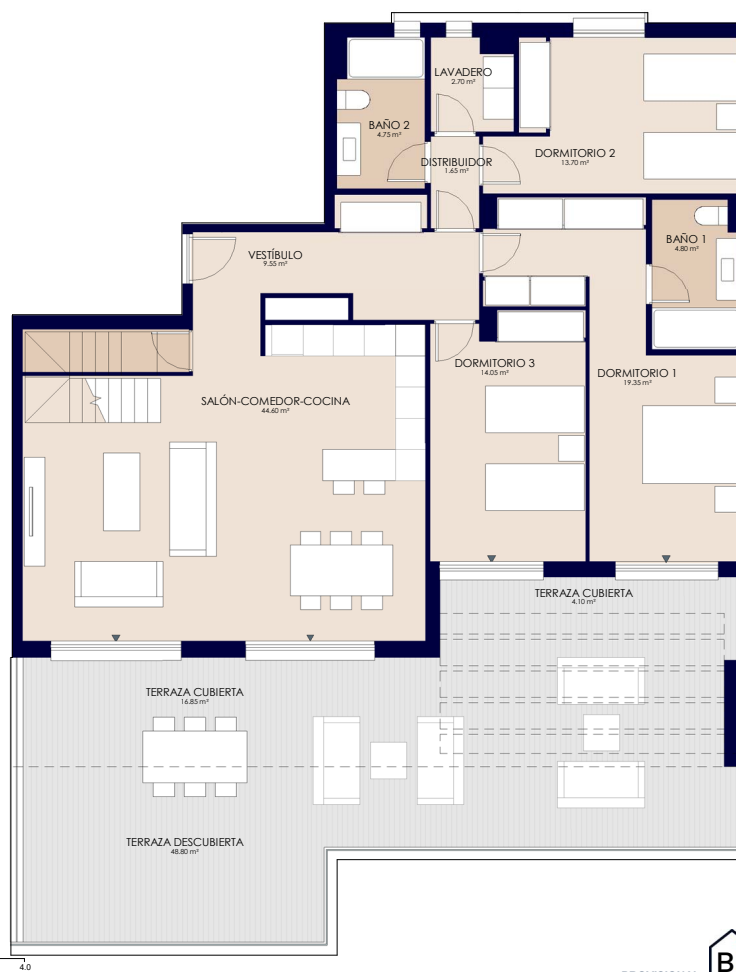 LAVADERO
2.70 m²
BAÑO 2
4.75 m²
DISTRIBUIDOR
1.65 m²
DORMITORIO 2
13.70 m²
BAÑO 1
4.80 m²
VESTÍBULO
9.55 m²
DORMITORIO 3
14.05 m²
DORMITORIO 1
19.35 m²
SALÓN-COMEDOR-COCINA
44.60 m²
TERRAZA CUBIERTA
4.10 m²
TERRAZA CUBIERTA
16.85 m²
TERRAZA DESCUBIERTA
48.80 m²
4.0
B